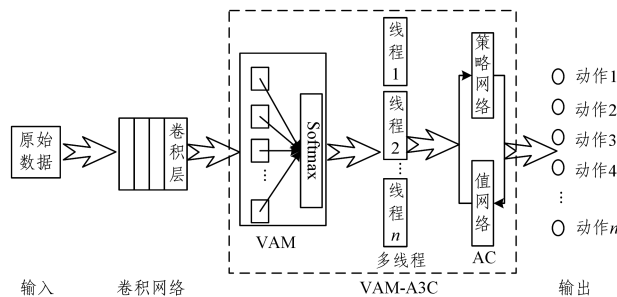 原始
数据
卷积层
Softmax
VAM
线程
1
线程
2
...
线程
n
多线程
策略网络
值网络
AC
动作1
动作2
动作3
动作4
...
动作n
输入
卷积网络
VAM-A3C
输出